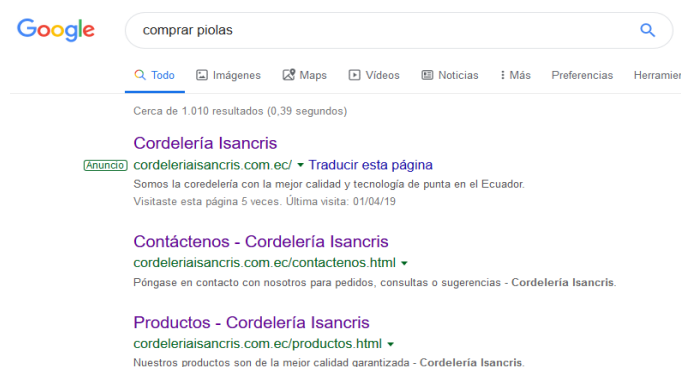 Google
comprar piolas
Todo Imágenes Maps Vídeos Noticias Más Preferencias Herramier
Cerca de 1.010 resultados (0,39 segundos)
Cordelería Isancris
Anuncio cordeleriaisancris.com.ec/ Traducir esta página
Somos la coredelería con la mejor calidad y tecnología de punta en el Ecuador.
Visitaste esta página 5 veces. Última visita: 01/04/19
Contáctenos - Cordelería Isancris
cordeleriaisancris.com.ec/contactenos.html
Póngase en contacto con nosotros para pedidos, consultas o sugerencias - Cordelería Isancris.
Productos - Cordelería Isancris
cordeleriaisancris.com.ec/productos.html
Nuestros productos son de la mejor calidad garantizada - Cordelería Isancris.